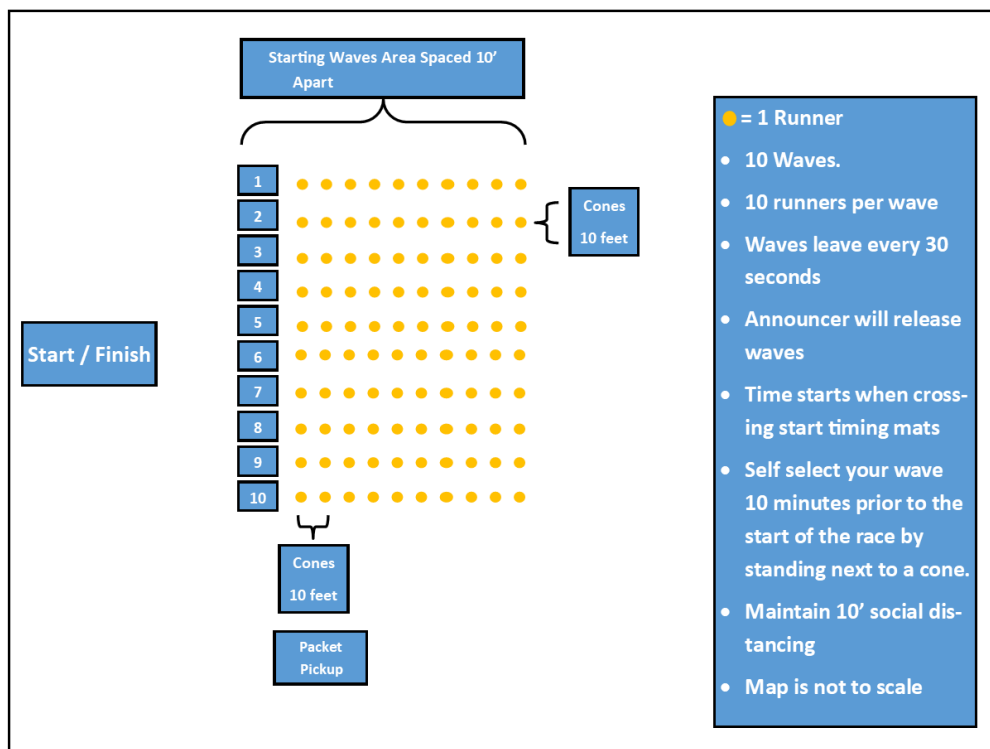 Starting Waves Area Spaced 10’
Apart
1
2
3
4
5
6
7
8
9
10
Cones
10 feet
Start / Finish
Cones
10 feet
Packet
Pickup
= 1 Runner
• 10 Waves.
• 10 runners per wave
• Waves leave every 30
seconds
• Announcer will release
waves
• Time starts when cross-
ing start timing mats
• Self select your wave
10 minutes prior to the
start of the race by
standing next to a cone.
• Maintain 10’ social dis-
tancing
• Map is not to scale